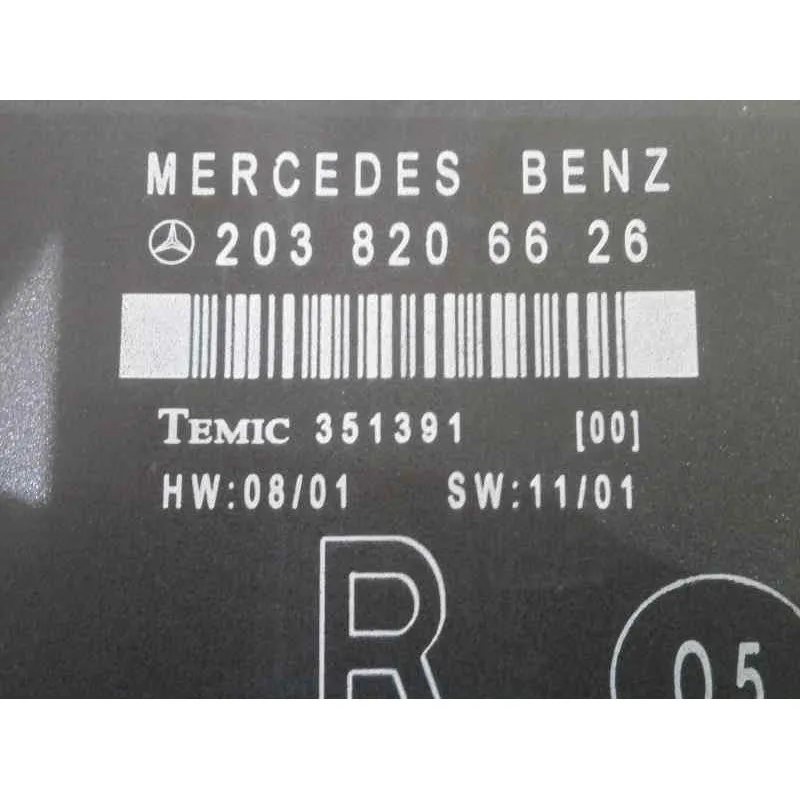 MERCEDES BENZ
203 820 66 26
TEMIC 351391 [00]
HW:08/01 SW:11/01
R
05